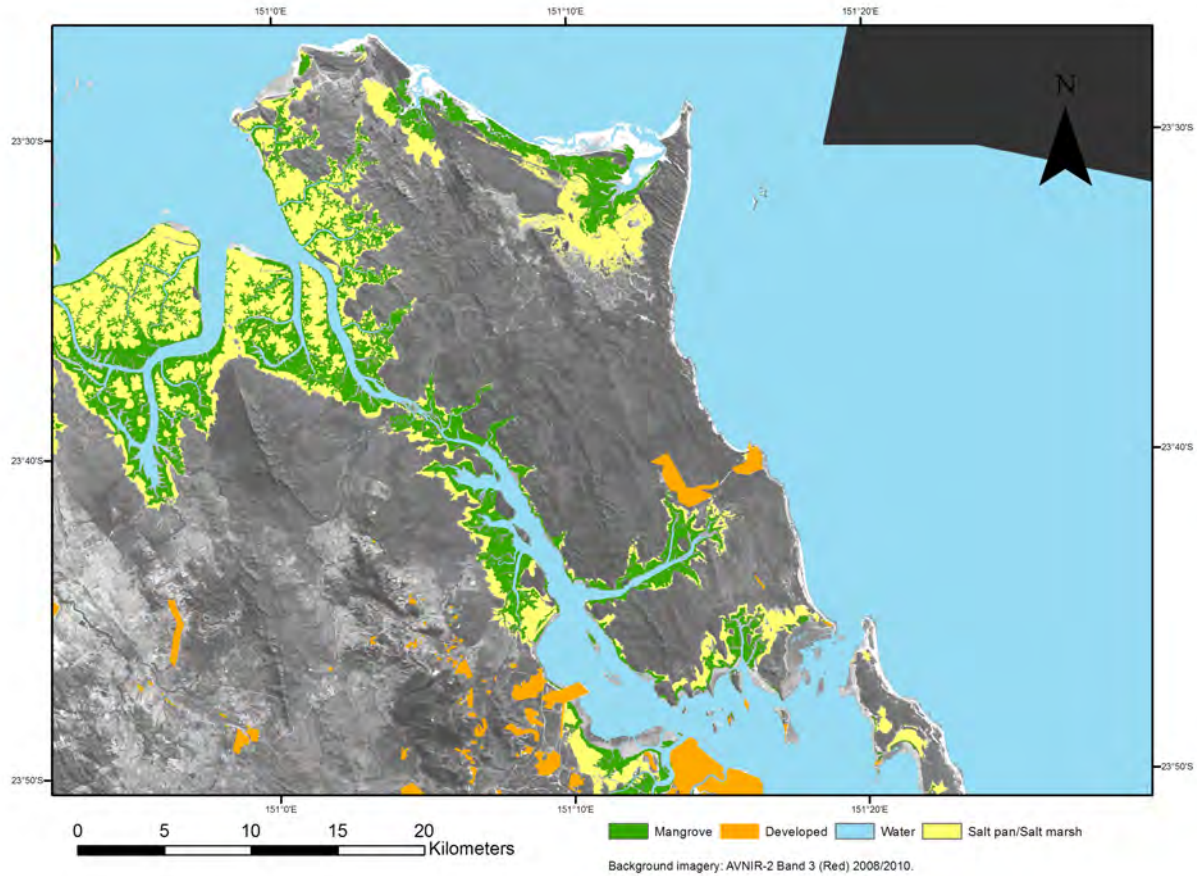 151°0'E 151°10'E 151°20'E
N
23°30'S 23°30'S
23°40'S 23°40'S
23°50'S 23°50'S
151°0'E 151°10'E 151°20'E
0 5 10 15 20
Kilometers
Mangrove Developed Water Salt pan/Salt marsh
Background imagery: AVNIR-2 Band 3 (Red) 2008/2010.